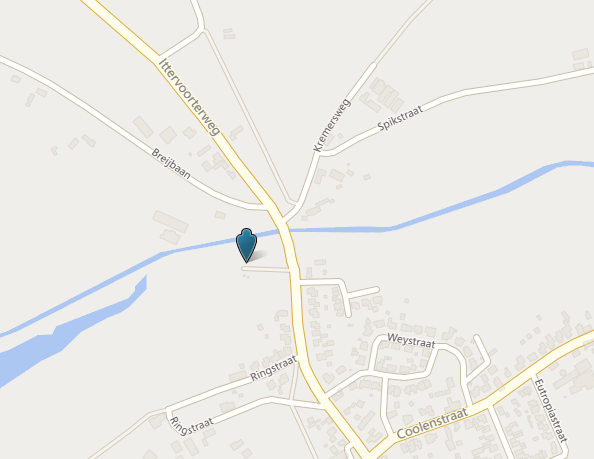 Ittervoorterweg
Kremersweg
Spikstraat
Breijbaan
Weystraat
Ringstraat
Ringstraat
Coolenstraat
Eutropiastraat